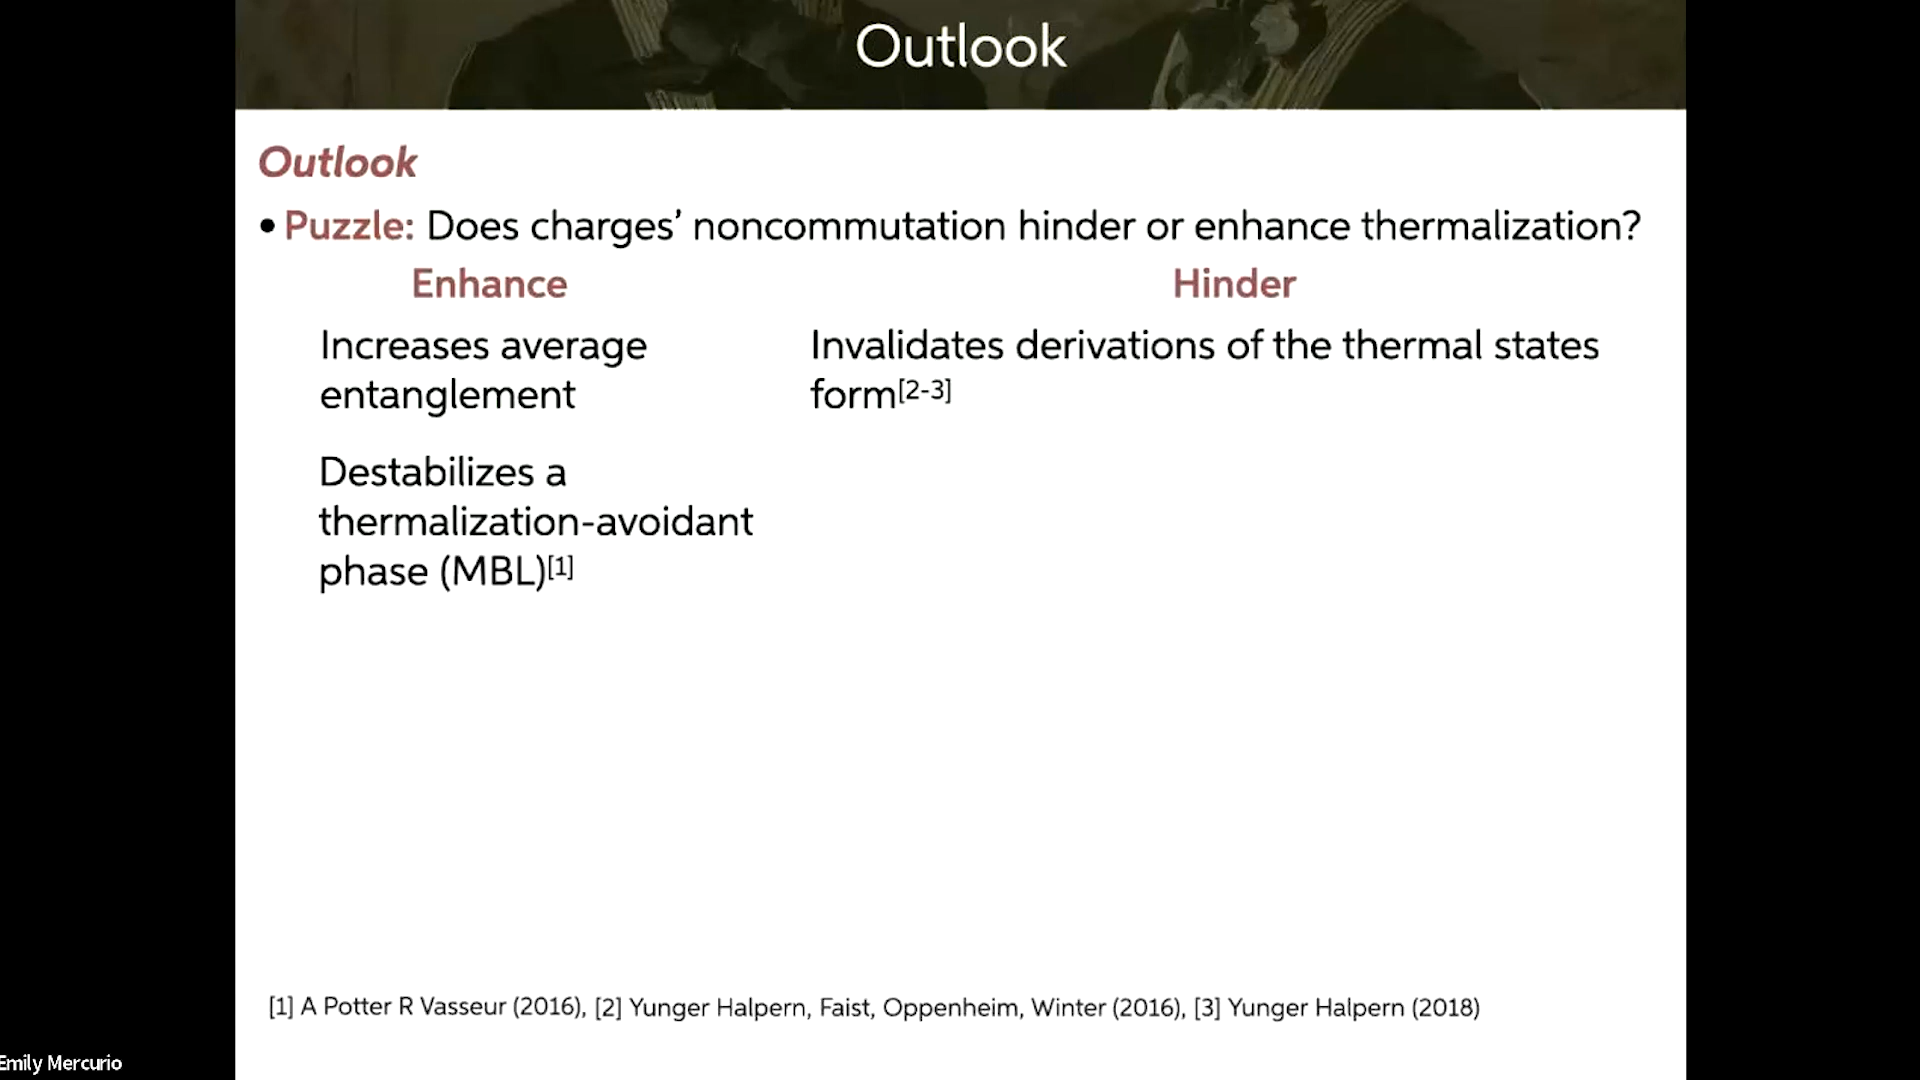 Outlook
Outlook
• Puzzle: Does charges’ noncommutation hinder or enhance thermalization?
Enhance
Hinder
Increases average
entanglement
Invalidates derivations of the thermal states
form[2-3]
Destabilizes a
thermalization-avoidant
phase (MBL)[1]
[1] A Potter R Vasseur (2016), [2] Yunger Halpern, Faist, Oppenheim, Winter (2016), [3] Yunger Halpern (2018)
Emily Mercurio